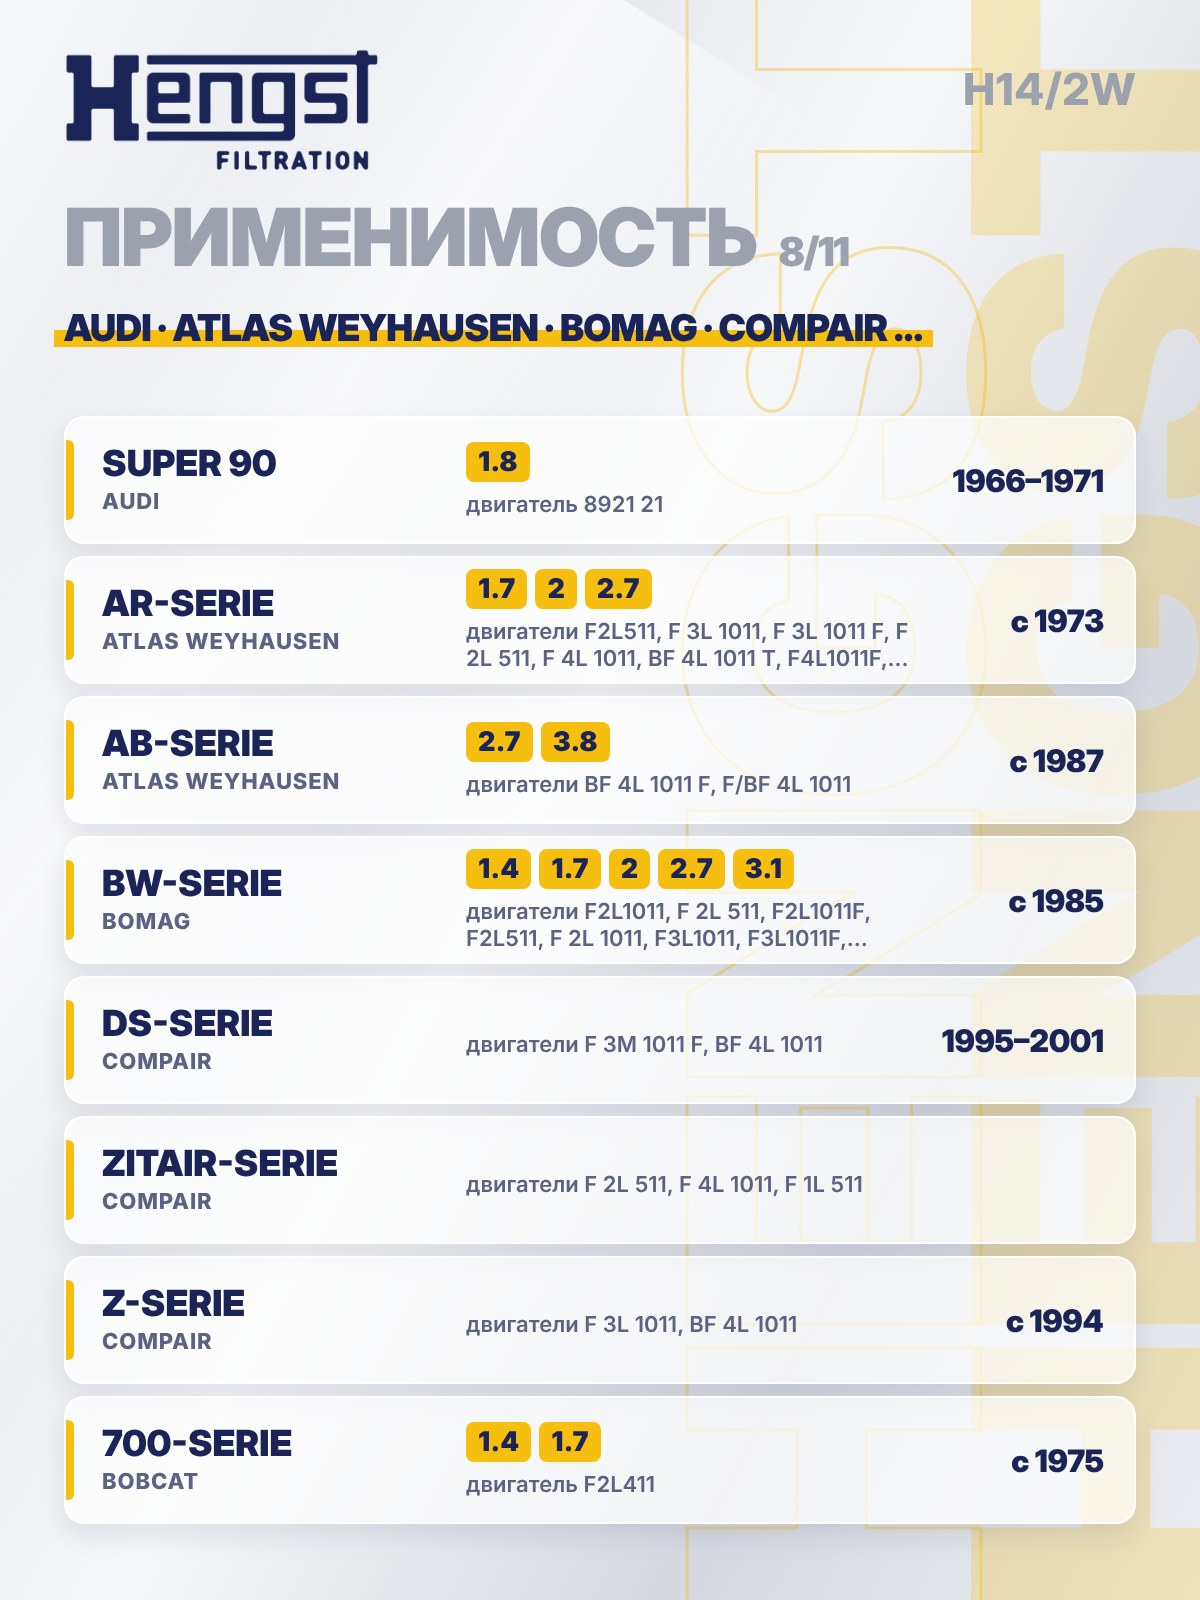 Hengst
FILTRATION
H14/2W
ПРИМЕНИМОСТЬ 8/11
AUDI · ATLAS WEYHAUSEN · BOMAG · COMPAIR ...
SUPER 90
AUDI
1.8
двигатель 8921 21
1966–1971
AR-SERIE
ATLAS WEYHAUSEN
1.7 2 2.7
двигатели F2L511, F 3L 1011, F 3L 1011 F, F
2L 511, F 4L 1011, BF 4L 1011 T, F4L1011F,...
с 1973
AB-SERIE
ATLAS WEYHAUSEN
2.7 3.8
двигатели BF 4L 1011 F, F/BF 4L 1011
с 1987
BW-SERIE
BOMAG
1.4 1.7 2 2.7 3.1
двигатели F2L1011, F 2L 511, F2L1011F,
F2L511, F 2L 1011, F3L1011, F3L1011F,...
с 1985
DS-SERIE
COMPAIR
двигатели F 3M 1011 F, BF 4L 1011
1995–2001
ZITAIR-SERIE
COMPAIR
двигатели F 2L 511, F 4L 1011, F 1L 511
Z-SERIE
COMPAIR
двигатели F 3L 1011, BF 4L 1011
с 1994
700-SERIE
BOBCAT
1.4 1.7
двигатель F2L411
с 1975
HENGST
HENGST